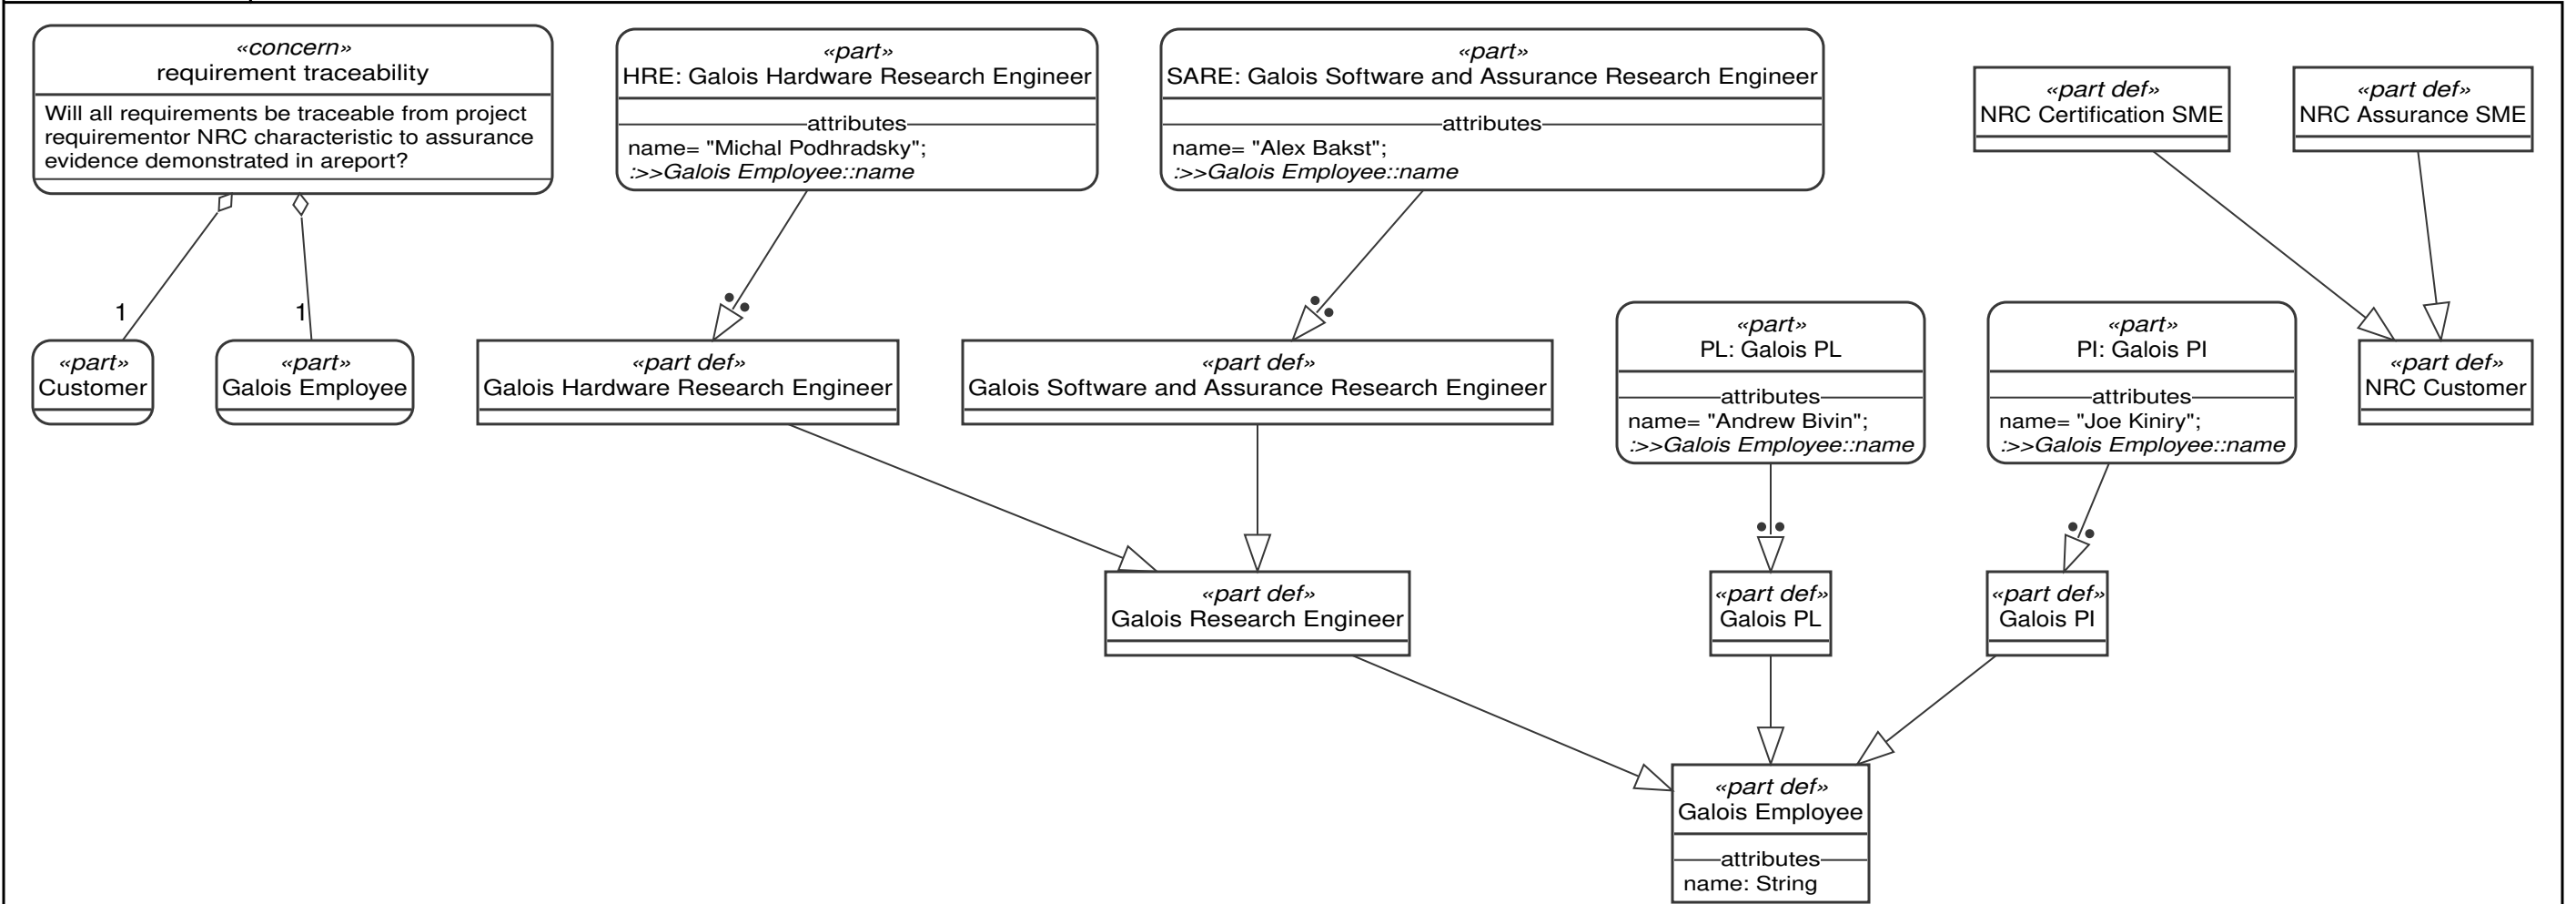 «concern»
requirement traceability
Will all requirements be traceable from project
requirementor NRC characteristic to assurance
evidence demonstrated in areport?
«part»
HRE: Galois Hardware Research Engineer
attributes
name= "Michal Podhradsky";
:>>Galois Employee::name
«part»
SARE: Galois Software and Assurance Research Engineer
attributes
name= "Alex Bakst";
:>>Galois Employee::name
«part def»
NRC Certification SME
«part def»
NRC Assurance SME
1
1
«part»
Customer
«part»
Galois Employee
«part def»
Galois Hardware Research Engineer
«part def»
Galois Software and Assurance Research Engineer
«part»
PL: Galois PL
attributes
name= "Andrew Bivin";
:>>Galois Employee::name
«part»
PI: Galois PI
attributes
name= "Joe Kiniry";
:>>Galois Employee::name
«part def»
NRC Customer
«part def»
Galois Research Engineer
«part def»
Galois PL
«part def»
Galois PI
«part def»
Galois Employee
attributes
name: String